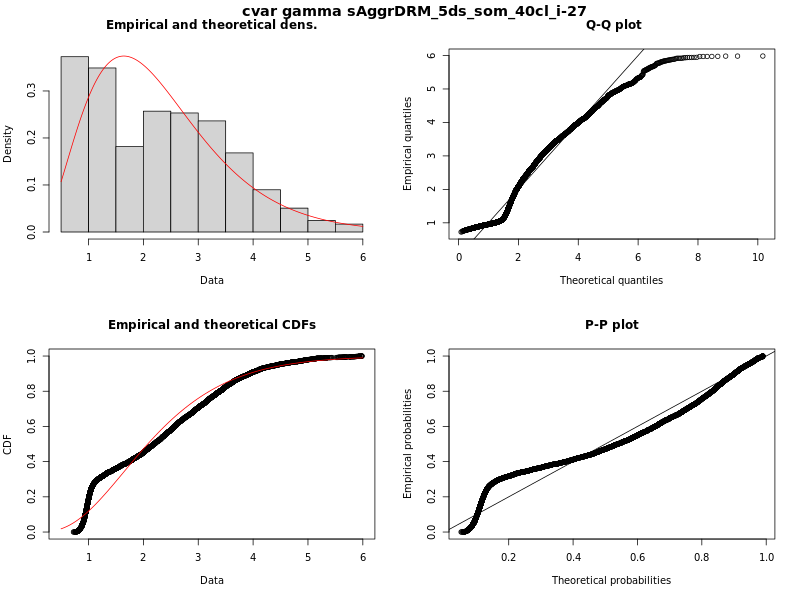 cvar gamma sAggrDRM_5ds_som_40cl_i-27
Empirical and theoretical dens.
Density
0.0 0.1 0.2 0.3
1 2 3 4 5 6
Data
Q-Q plot
Empirical quantiles
1 2 3 4 5 6
0 2 4 6 8 10
Theoretical quantiles
Empirical and theoretical CDFs
CDF
0.0 0.2 0.4 0.6 0.8 1.0
1 2 3 4 5 6
Data
P-P plot
Empirical probabilities
0.0 0.2 0.4 0.6 0.8 1.0
0.2 0.4 0.6 0.8 1.0
Theoretical probabilities